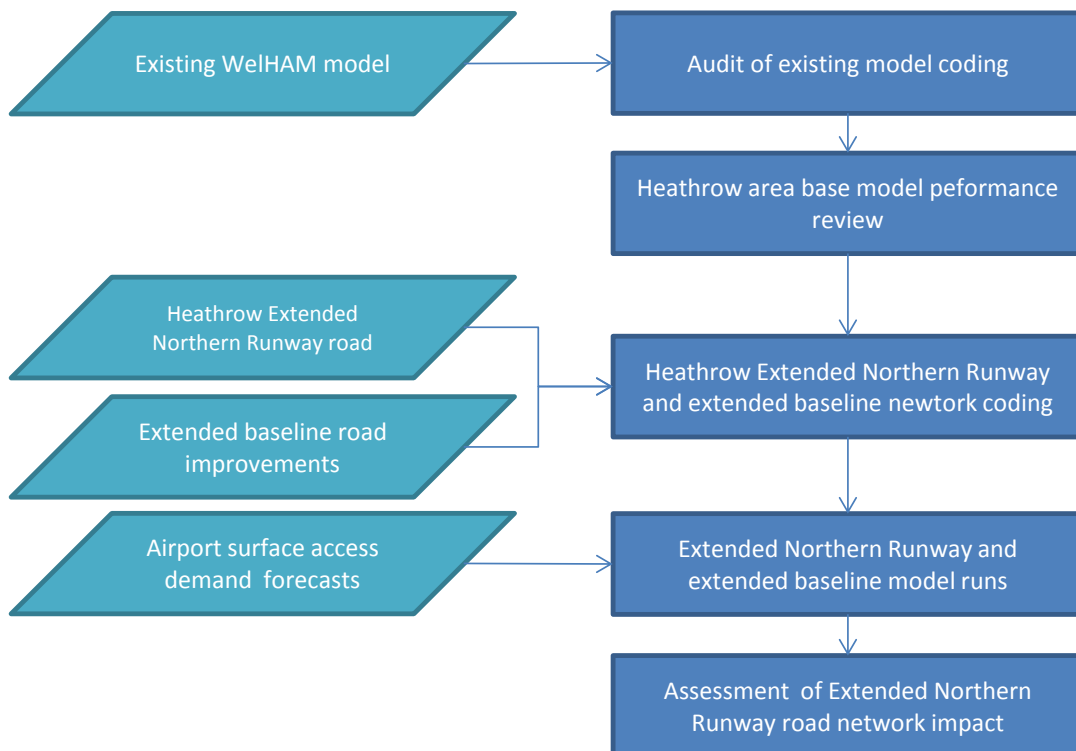 Existing WelHAM model
Audit of existing model coding
Heathrow area base model peformance
review
Heathrow Extended
Northern Runway road
Extended baseline road
improvements
Heathrow Extended Northern Runway
and extended baseline newtork coding
Airport surface access
demand  forecasts
Extended Northern Runway and
extended baseline model runs
Assessment  of Extended Northern
Runway road network impact